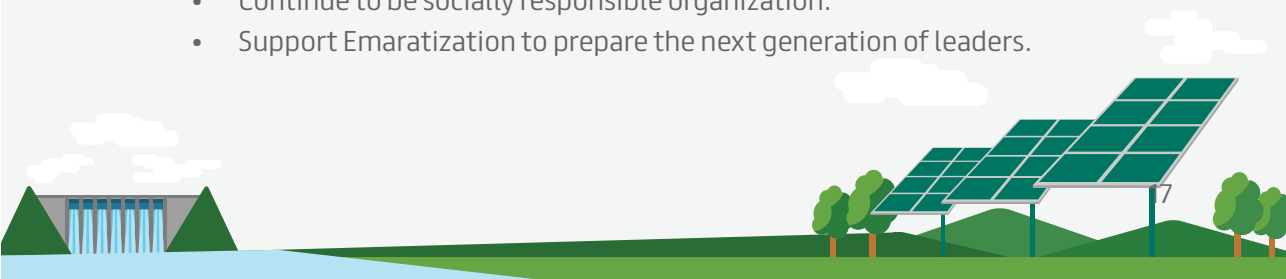 • Continue to be socially responsible organization.
• Support Emaratization to prepare the next generation of leaders.
17